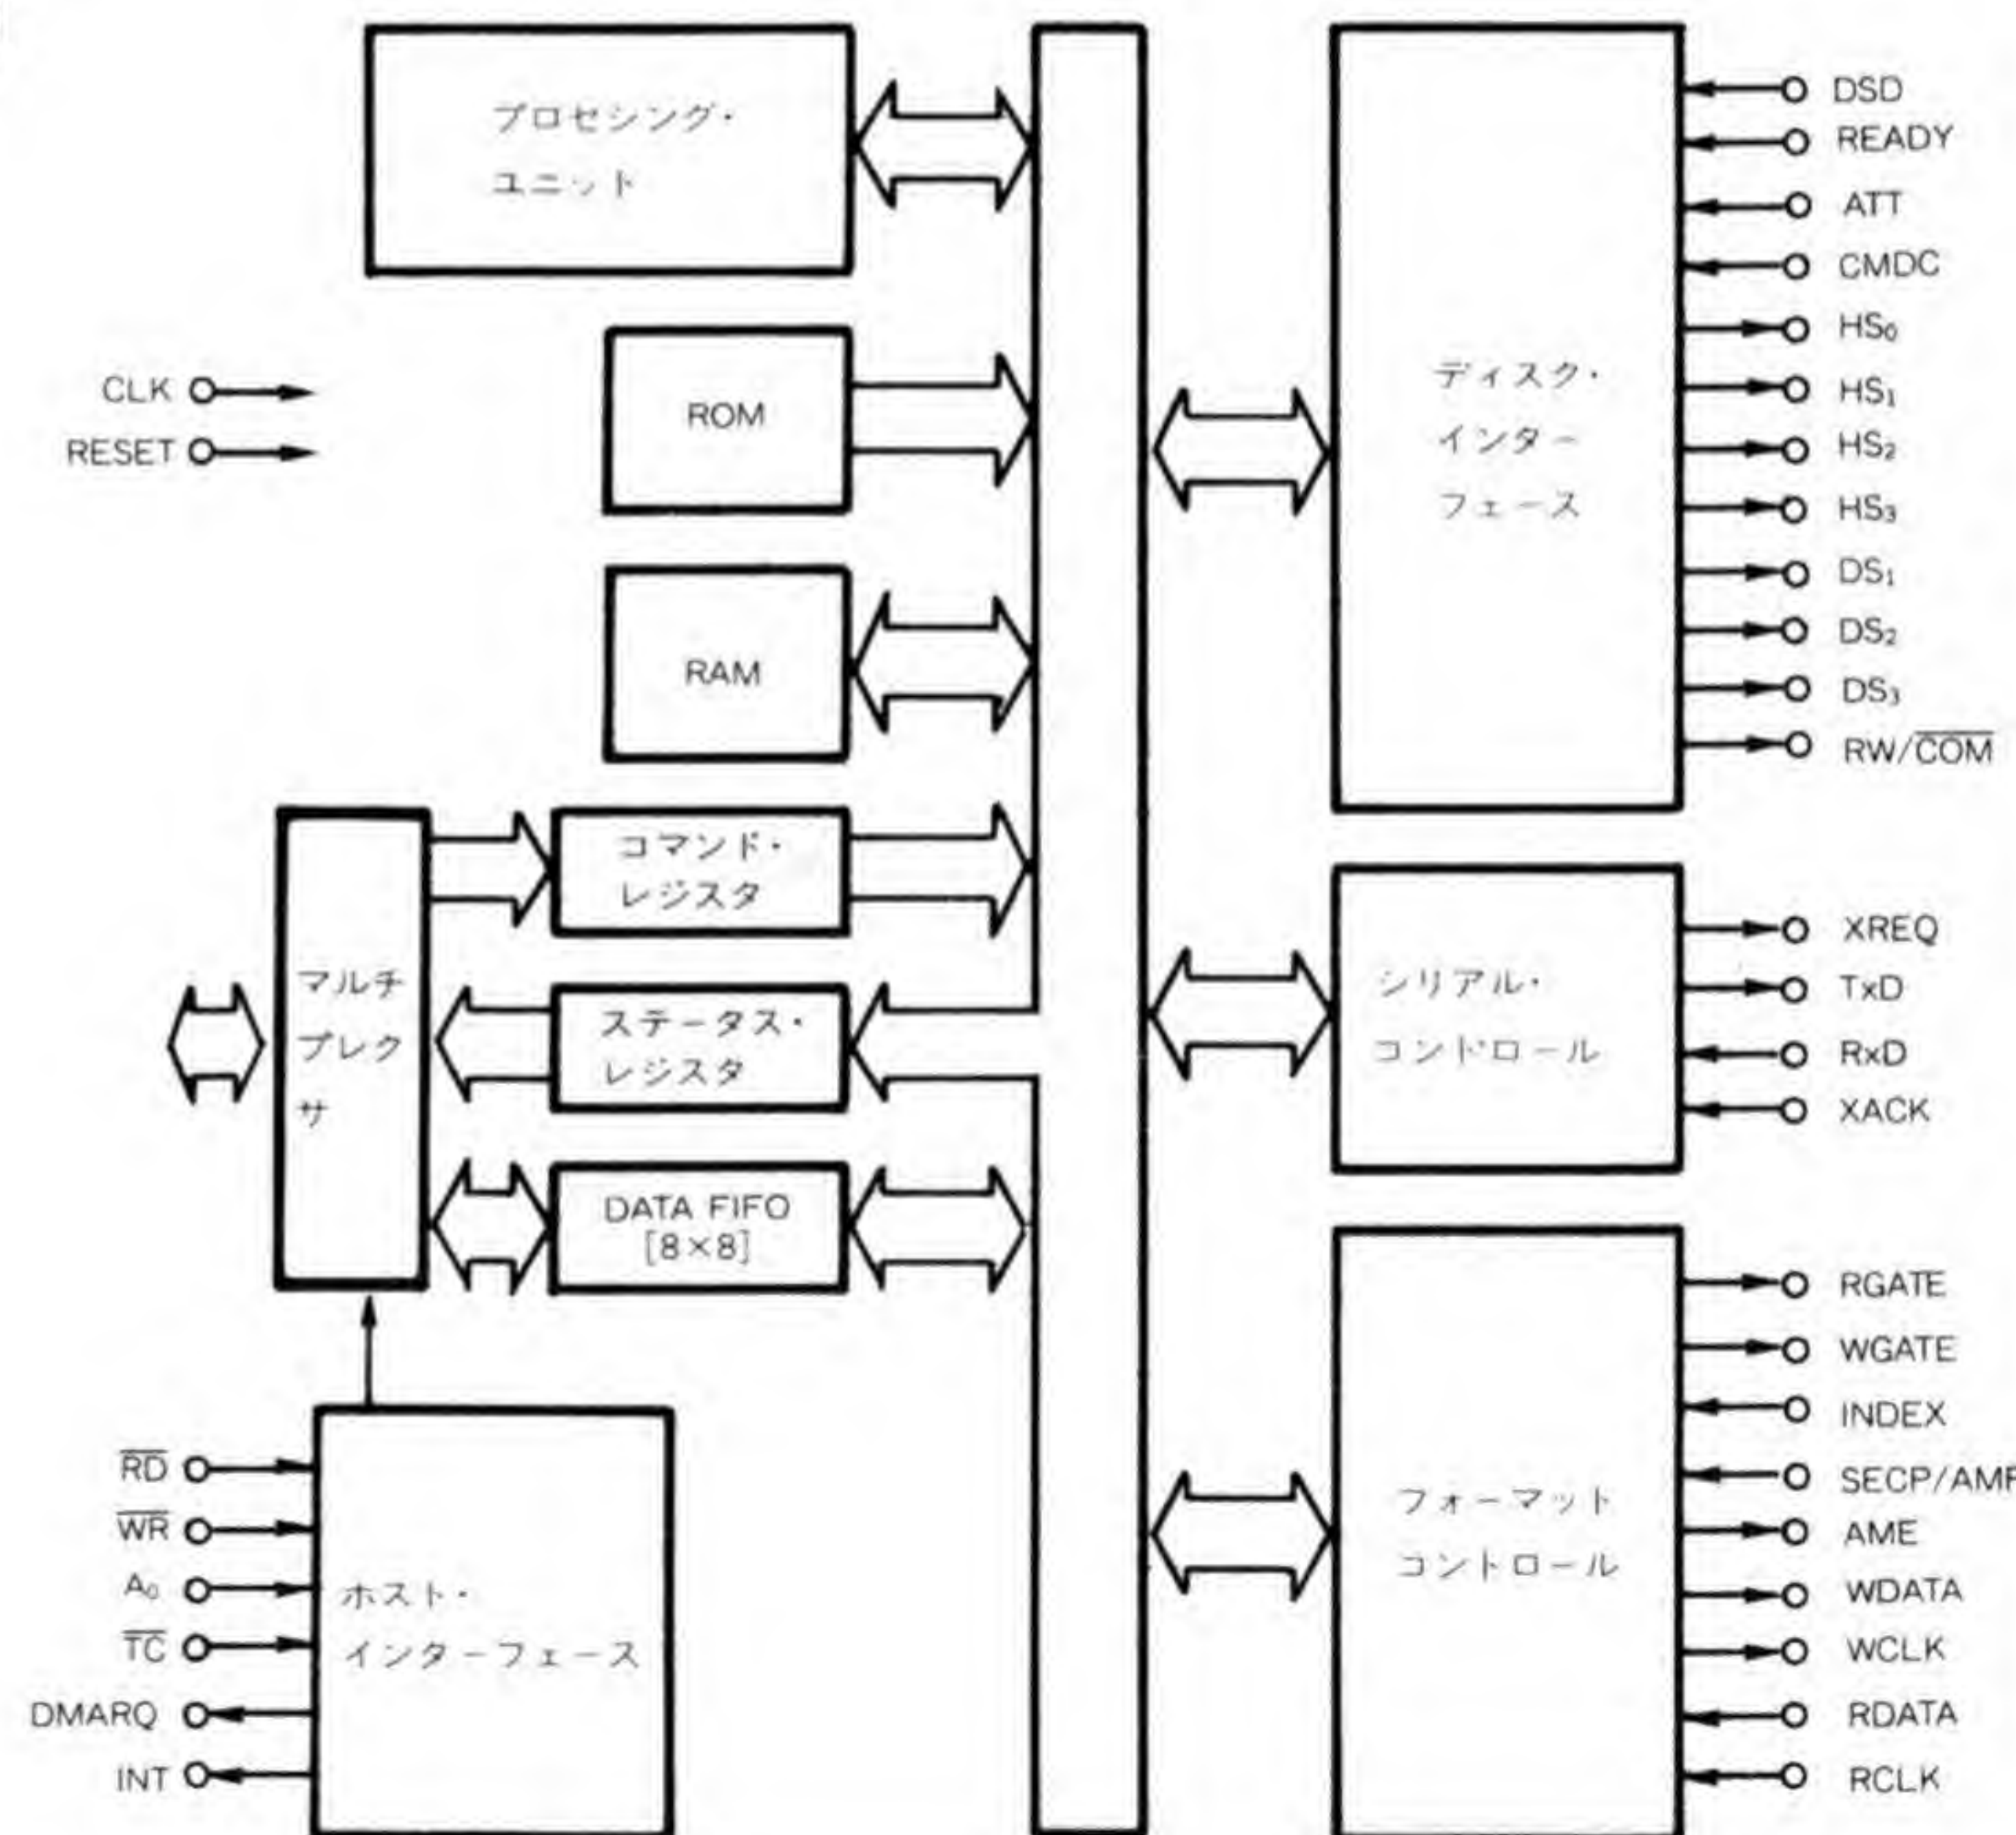 プロセシング・
ユニット
CLK
RESET
ROM
RAM
コマンド・
レジスタ
マルチ
プレク
サ
ステータス・
レジスタ
DATA FIFO
[8×8]
R̅D̅
W̅R̅
A₀
T̅C̅
DMARQ
INT
ホスト・
インターフェース
ディスク・
インター
フェース
DSD
READY
ATT
CMDC
HS₀
HS₁
HS₂
HS₃
DS₁
DS₂
DS₃
RW/C̅O̅M̅
シリアル・
コンドロール
XREQ
TxD
RxD
XACK
フォーマット
コントロール
RGATE
WGATE
INDEX
SECP/AMF
AME
WDATA
WCLK
RDATA
RCLK